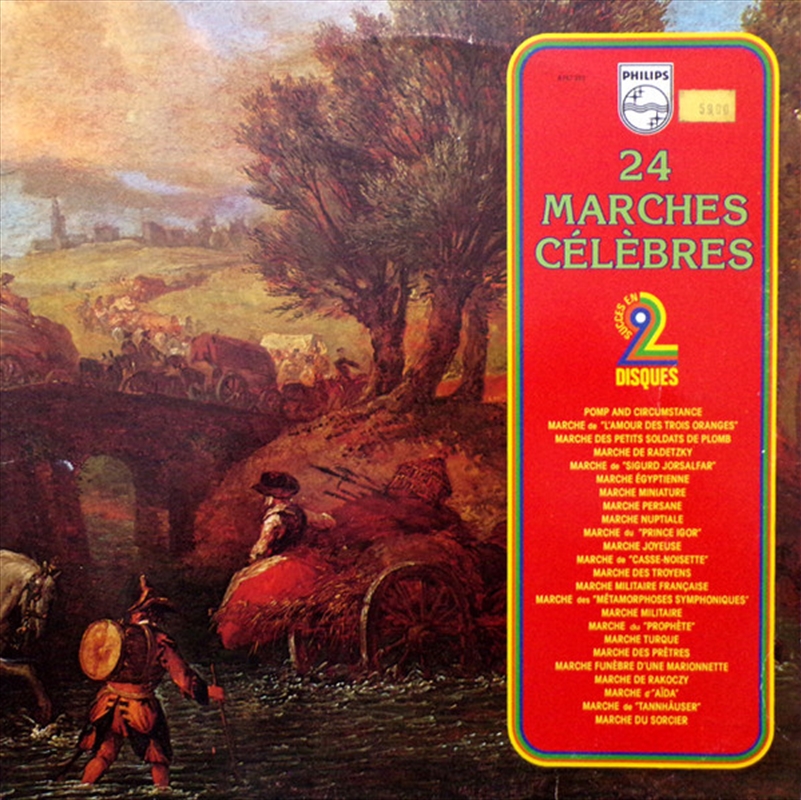 PHILIPS
59.00
24
MARCHES
CÉLÈBRES
SUCCES EN
2
DISQUES
POMP AND CIRCUMSTANCE
MARCHE de "L'AMOUR DES TROIS ORANGES"
MARCHE DES PETITS SOLDATS DE PLOMB
MARCHE DE RADETZKY
MARCHE de "SIGURD JORSALFAR"
MARCHE ÉGYPTIENNE
MARCHE MINIATURE
MARCHE PERSANE
MARCHE NUPTIALE
MARCHE du "PRINCE IGOR"
MARCHE JOYEUSE
MARCHE de "CASSE-NOISETTE"
MARCHE DES TROYENS
MARCHE MILITAIRE FRANÇAISE
MARCHE des "MÉTAMORPHOSES SYMPHONIQUES"
MARCHE MILITAIRE
MARCHE du "PROPHÈTE"
MARCHE TURQUE
MARCHE DES PRÊTRES
MARCHE FUNÈBRE D'UNE MARIONNETTE
MARCHE DE RAKOCZY
MARCHE d'"AÏDA"
MARCHE de "TANNHÄUSER"
MARCHE DU SORCIER